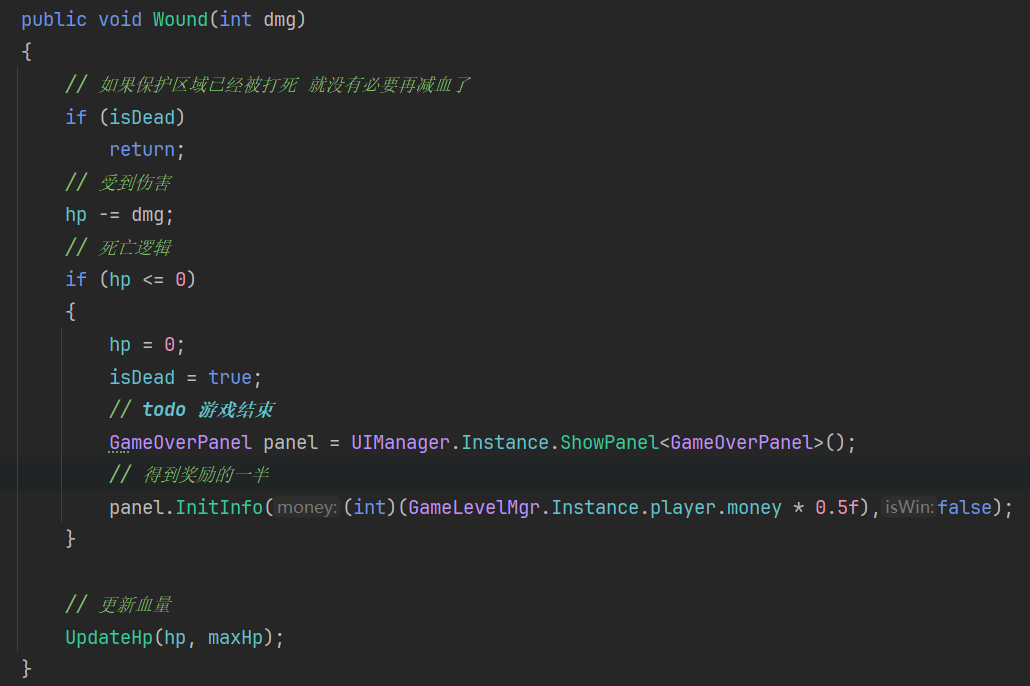 public void Wound(int dmg)
{
// 如果保护区域已经被打死 就没有必要再减血了
if (isDead)
return;
// 受到伤害
hp -= dmg;
// 死亡逻辑
if (hp <= 0)
{
hp = 0;
isDead = true;
// todo 游戏结束
GameOverPanel panel = UIManager.Instance.ShowPanel<GameOverPanel>();
// 得到奖励的一半
panel.InitInfo( money: (int)(GameLevelMgr.Instance.player.money * 0.5f), isWin: false);
}
// 更新血量
UpdateHp(hp, maxHp);
}